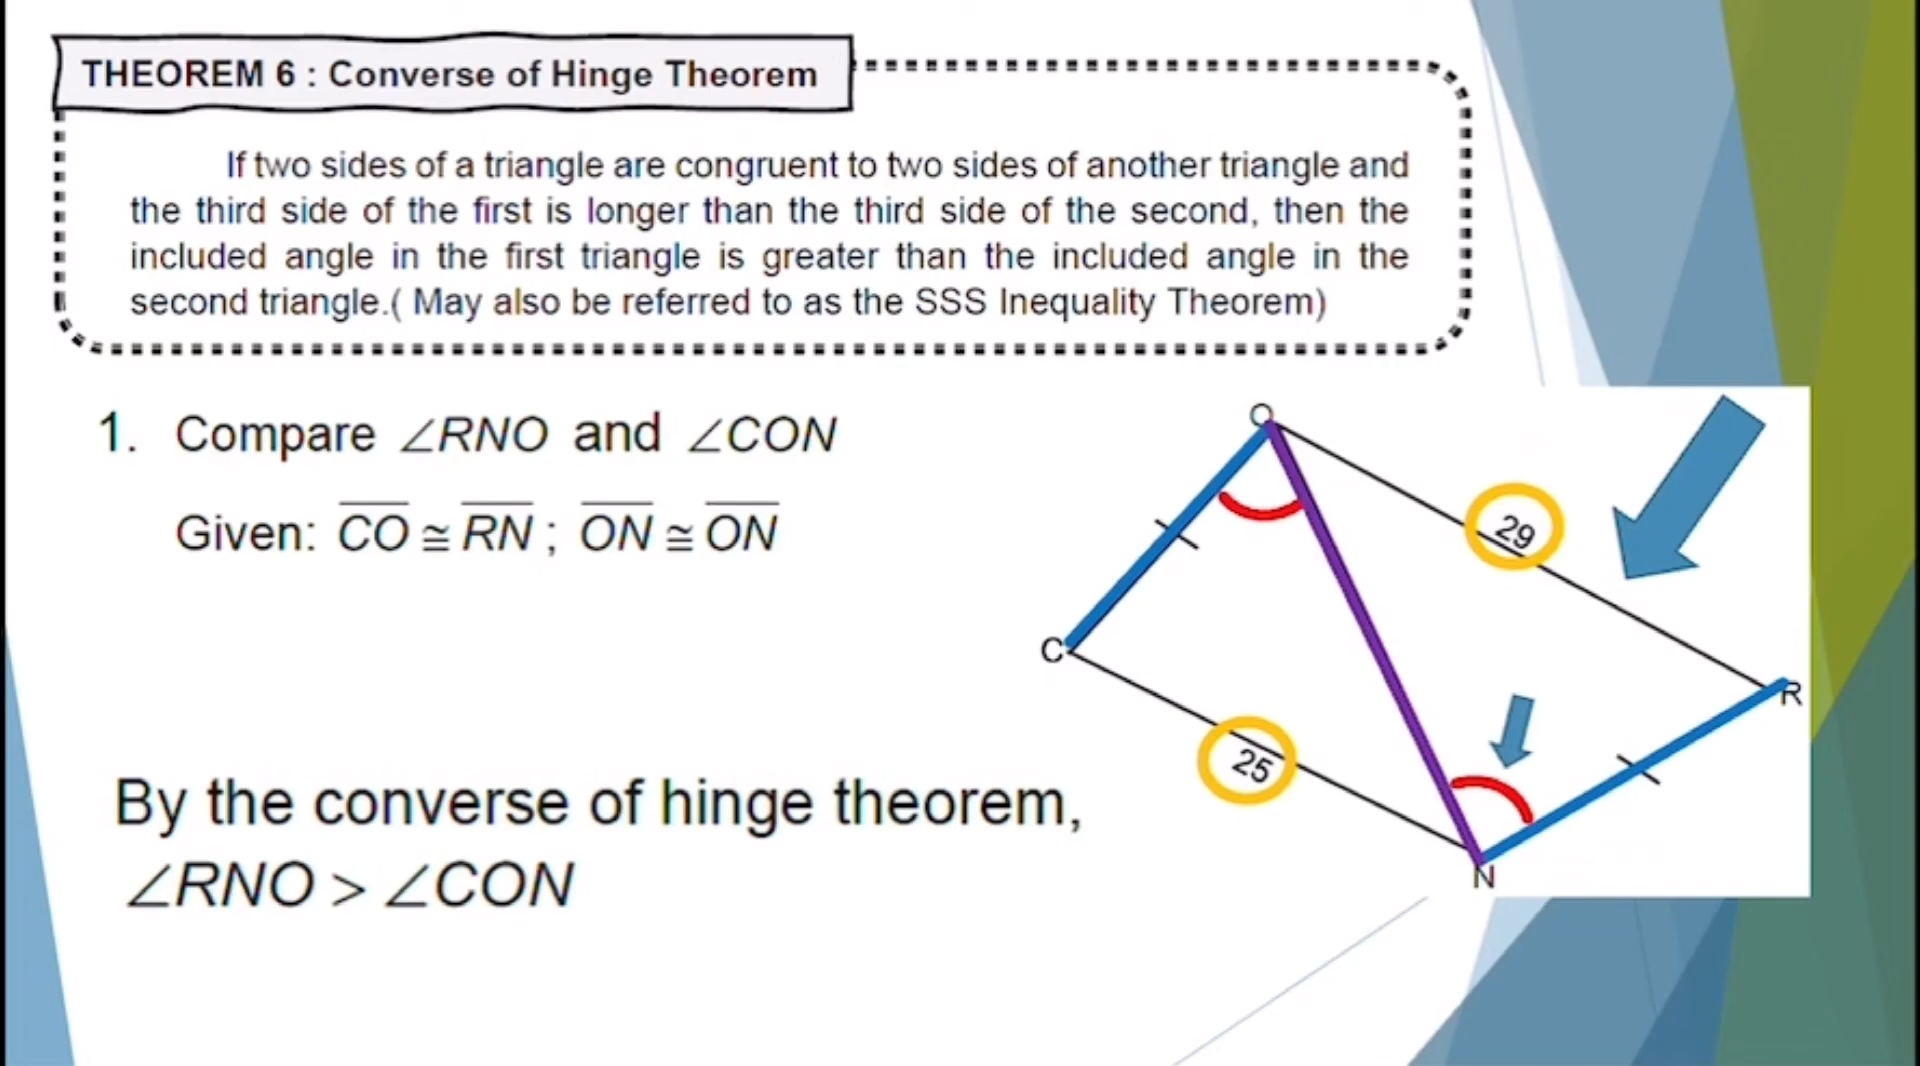 THEOREM 6 : Converse of Hinge Theorem
If two sides of a triangle are congruent to two sides of another triangle and
the third side of the first is longer than the third side of the second, then the
included angle in the first triangle is greater than the included angle in the
second triangle.( May also be referred to as the SSS Inequality Theorem)
1. Compare ∠RNO and ∠CON
Given: C̅O̅ ≅ R̅N̅ ; O̅N̅ ≅ O̅N̅
By the converse of hinge theorem,
∠RNO > ∠CON
O
29
C
R
25
N